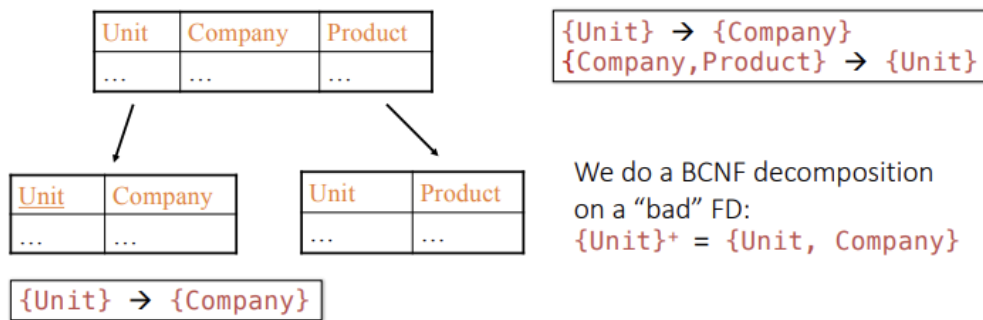 Unit Company Product
… … …
{Unit} → {Company}
{Company,Product} → {Unit}
Unit Company
… …
Unit Product
… …
We do a BCNF decomposition
on a “bad” FD:
{Unit}⁺ = {Unit, Company}
{Unit} → {Company}